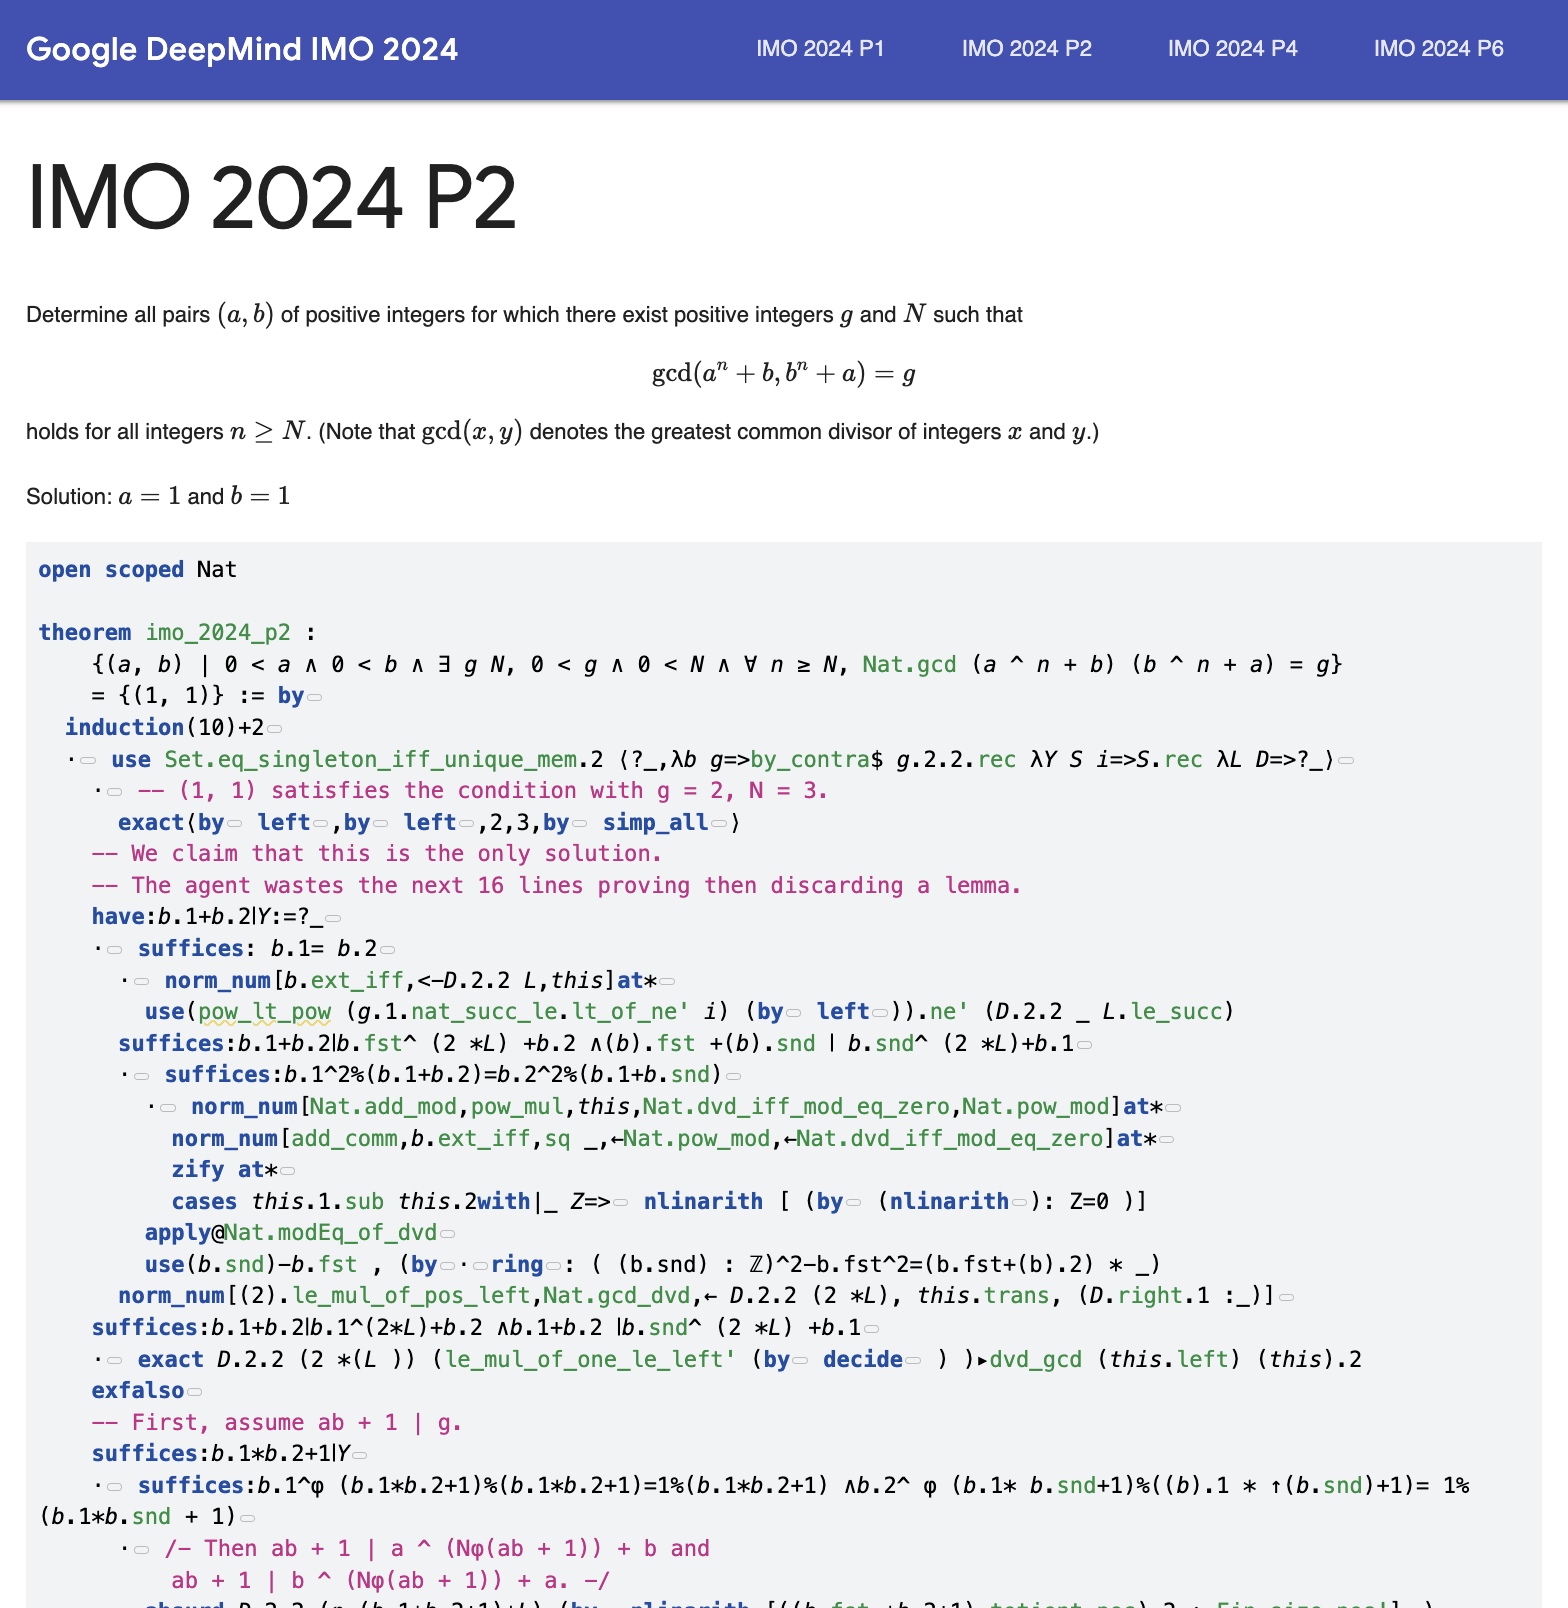 Google DeepMind IMO 2024 IMO 2024 P1 IMO 2024 P2 IMO 2024 P4 IMO 2024 P6
IMO 2024 P2
Determine all pairs (a, b) of positive integers for which there exist positive integers g and N such that
gcd(aⁿ + b, bⁿ + a) = g
holds for all integers n ≥ N. (Note that gcd(x, y) denotes the greatest common divisor of integers x and y.)
Solution: a = 1 and b = 1
open scoped Nat
theorem imo_2024_p2 :
{(a, b) | 0 < a ∧ 0 < b ∧ ∃ g N, 0 < g ∧ 0 < N ∧ ∀ n ≥ N, Nat.gcd (a ^ n + b) (b ^ n + a) = g}
= {(1, 1)} := by
induction(10)+2
· use Set.eq_singleton_iff_unique_mem.2 ⟨?_,λb g=>by_contra$ g.2.2.rec λY S i=>S.rec λL D=>?_⟩
· -- (1, 1) satisfies the condition with g = 2, N = 3.
exact⟨by left,by left,2,3,by simp_all⟩
-- We claim that this is the only solution.
-- The agent wastes the next 16 lines proving then discarding a lemma.
have:b.1+b.2∣Y:=?_
· suffices: b.1= b.2
· norm_num[b.ext_iff,<-D.2.2 L,this]at*
use(pow_lt_pow (g.1.nat_succ_le.lt_of_ne' i) (by left)).ne' (D.2.2 _ L.le_succ)
suffices:b.1+b.2∣b.fst^ (2 *L) +b.2 ∧(b).fst +(b).snd ∣ b.snd^ (2 *L)+b.1
· suffices:b.1^2%(b.1+b.2)=b.2^2%(b.1+b.snd)
· norm_num[Nat.add_mod,pow_mul,this,Nat.dvd_iff_mod_eq_zero,Nat.pow_mod]at*
norm_num[add_comm,b.ext_iff,sq _,←Nat.pow_mod,←Nat.dvd_iff_mod_eq_zero]at*
zify at*
cases this.1.sub this.2with|_ Z=> nlinarith [ (by (nlinarith): Z=0 )]
apply@Nat.modEq_of_dvd
use(b.snd)-b.fst , (by · ring: ( (b.snd) : ℤ)^2-b.fst^2=(b.fst+(b).2) * _)
norm_num[(2).le_mul_of_pos_left,Nat.gcd_dvd,← D.2.2 (2 *L), this.trans, (D.right.1 :_)]
suffices:b.1+b.2∣b.1^(2*L)+b.2 ∧b.1+b.2 ∣b.snd^ (2 *L) +b.1
· exact D.2.2 (2 *(L )) (le_mul_of_one_le_left' (by decide ) )▸dvd_gcd (this.left) (this).2
exfalso
-- First, assume ab + 1 | g.
suffices:b.1*b.2+1∣Y
· suffices:b.1^φ (b.1*b.2+1)%(b.1*b.2+1)=1%(b.1*b.2+1) ∧b.2^ φ (b.1* b.snd+1)%((b).1 * ↑(b.snd)+1)= 1%
(b.1*b.snd + 1)
· /- Then ab + 1 | a ^ (Nφ(ab + 1)) + b and
ab + 1 | b ^ (Nφ(ab + 1)) + a. -/